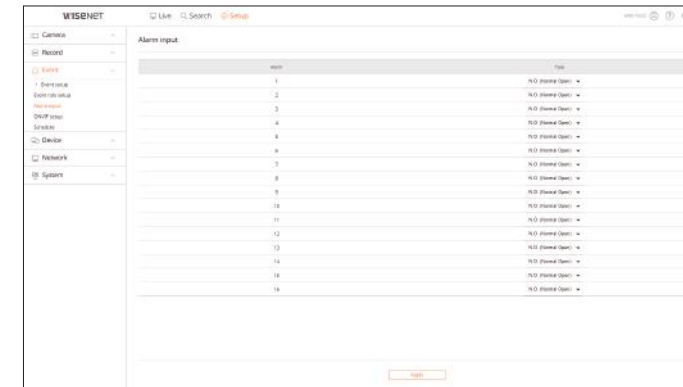 WISENET
Live Search Setup
Camera
Record
Event
Event setup
Event rule setup
Alarm input
ONVIF setup
Schedule
Device
Network
System
Alarm input
Alarm Type
1 N.O. (Normal Open)
2 N.O. (Normal Open)
3 N.O. (Normal Open)
4 N.O. (Normal Open)
5 N.O. (Normal Open)
6 N.O. (Normal Open)
7 N.O. (Normal Open)
8 N.O. (Normal Open)
9 N.O. (Normal Open)
10 N.O. (Normal Open)
11 N.O. (Normal Open)
12 N.O. (Normal Open)
13 N.O. (Normal Open)
14 N.O. (Normal Open)
15 N.O. (Normal Open)
16 N.O. (Normal Open)
Apply